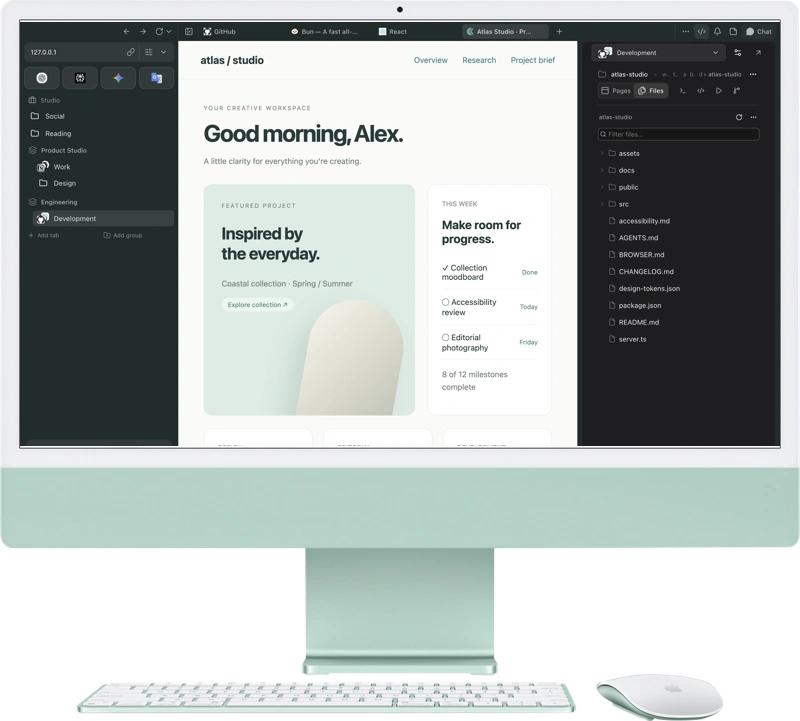 GitHub
Bun — A fast all-...
React
Atlas Studio · Pr...
Chat
127.0.0.1
Studio
Social
Reading
Product Studio
Work
Design
Engineering
Development
Add tab
Add group
atlas / studio
Overview
Research
Project brief
YOUR CREATIVE WORKSPACE
Good morning, Alex.
A little clarity for everything you're creating.
FEATURED PROJECT
Inspired by
the everyday.
Coastal collection · Spring / Summer
Explore collection ↗
THIS WEEK
Make room for
progress.
✓ Collection
moodboard
Done
Accessibility
review
Today
Editorial
photography
Friday
8 of 12 milestones
complete
Development
atlas-studio
atlas-studio
Pages
Files
atlas-studio
Filter files...
assets
docs
public
src
accessibility.md
AGENTS.md
BROWSER.md
CHANGELOG.md
design-tokens.json
package.json
README.md
server.ts